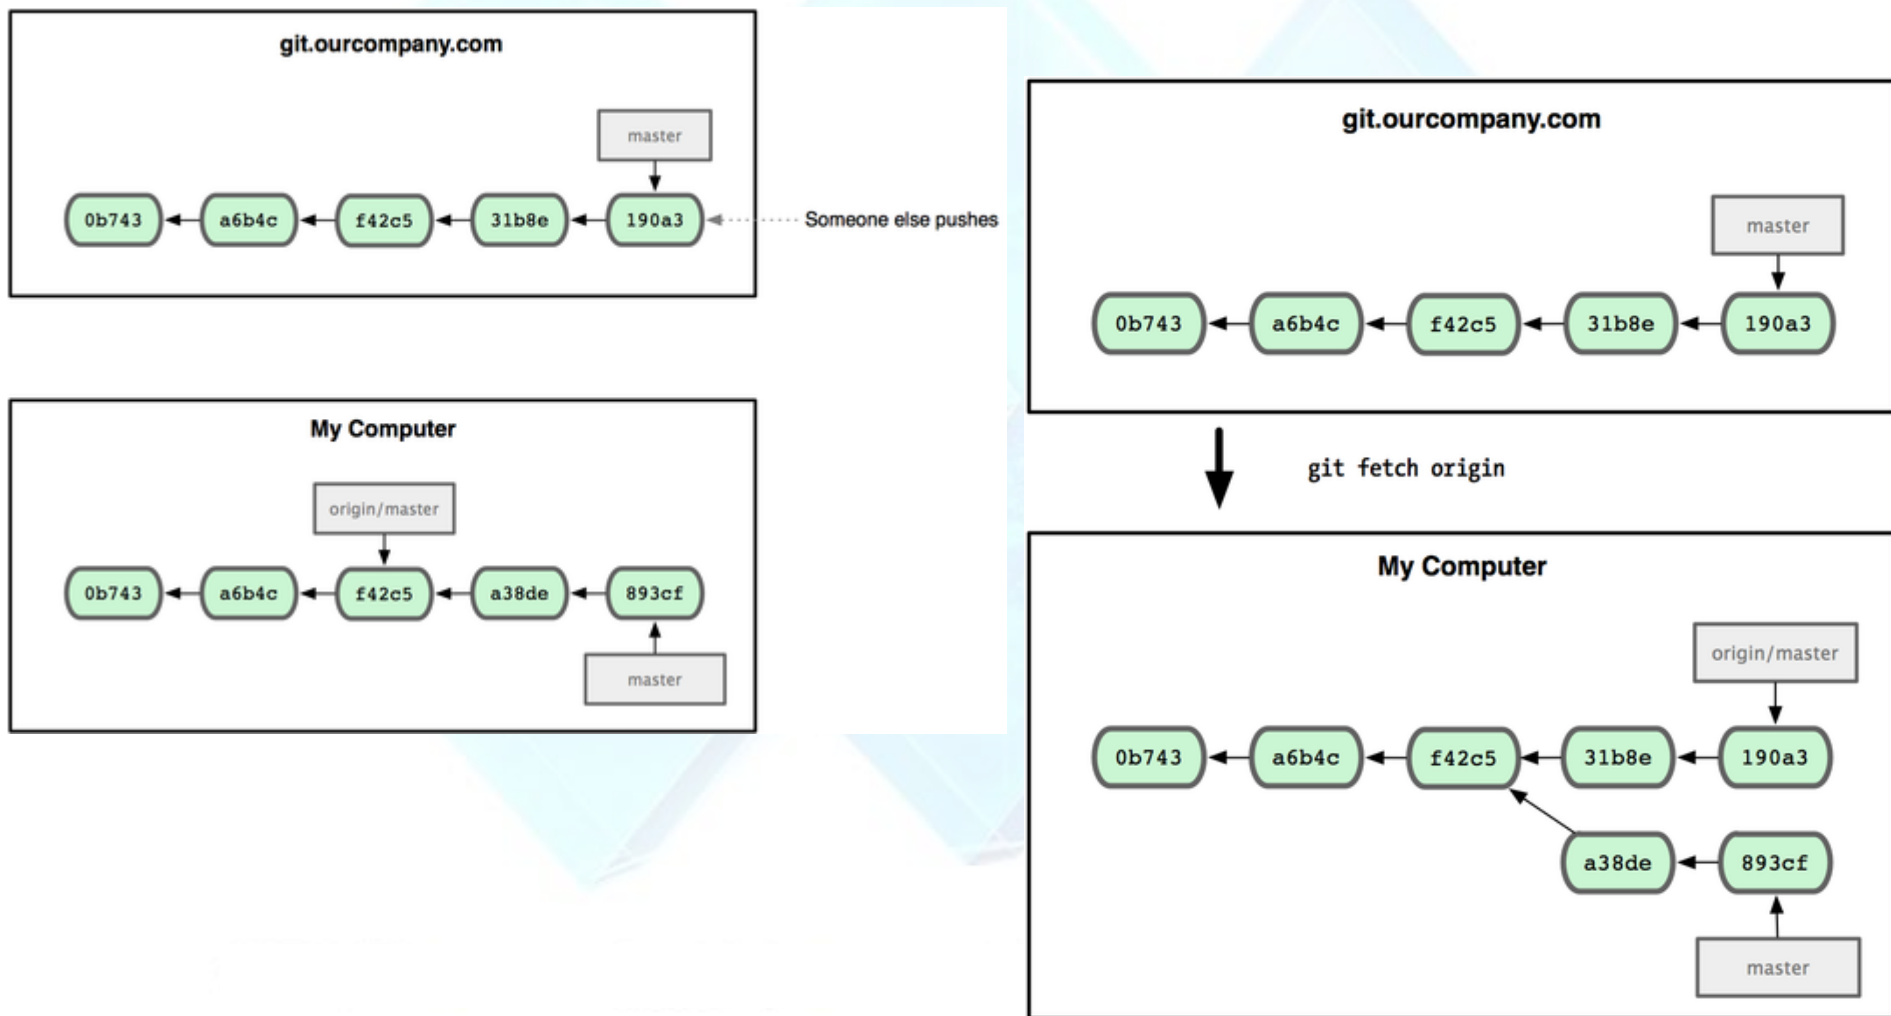 git.ourcompany.com
master
0b743 a6b4c f42c5 31b8e 190a3 Someone else pushes
My Computer
origin/master
0b743 a6b4c f42c5 a38de 893cf
master
git.ourcompany.com
master
0b743 a6b4c f42c5 31b8e 190a3
git fetch origin
My Computer
origin/master
0b743 a6b4c f42c5 31b8e 190a3
a38de 893cf
master